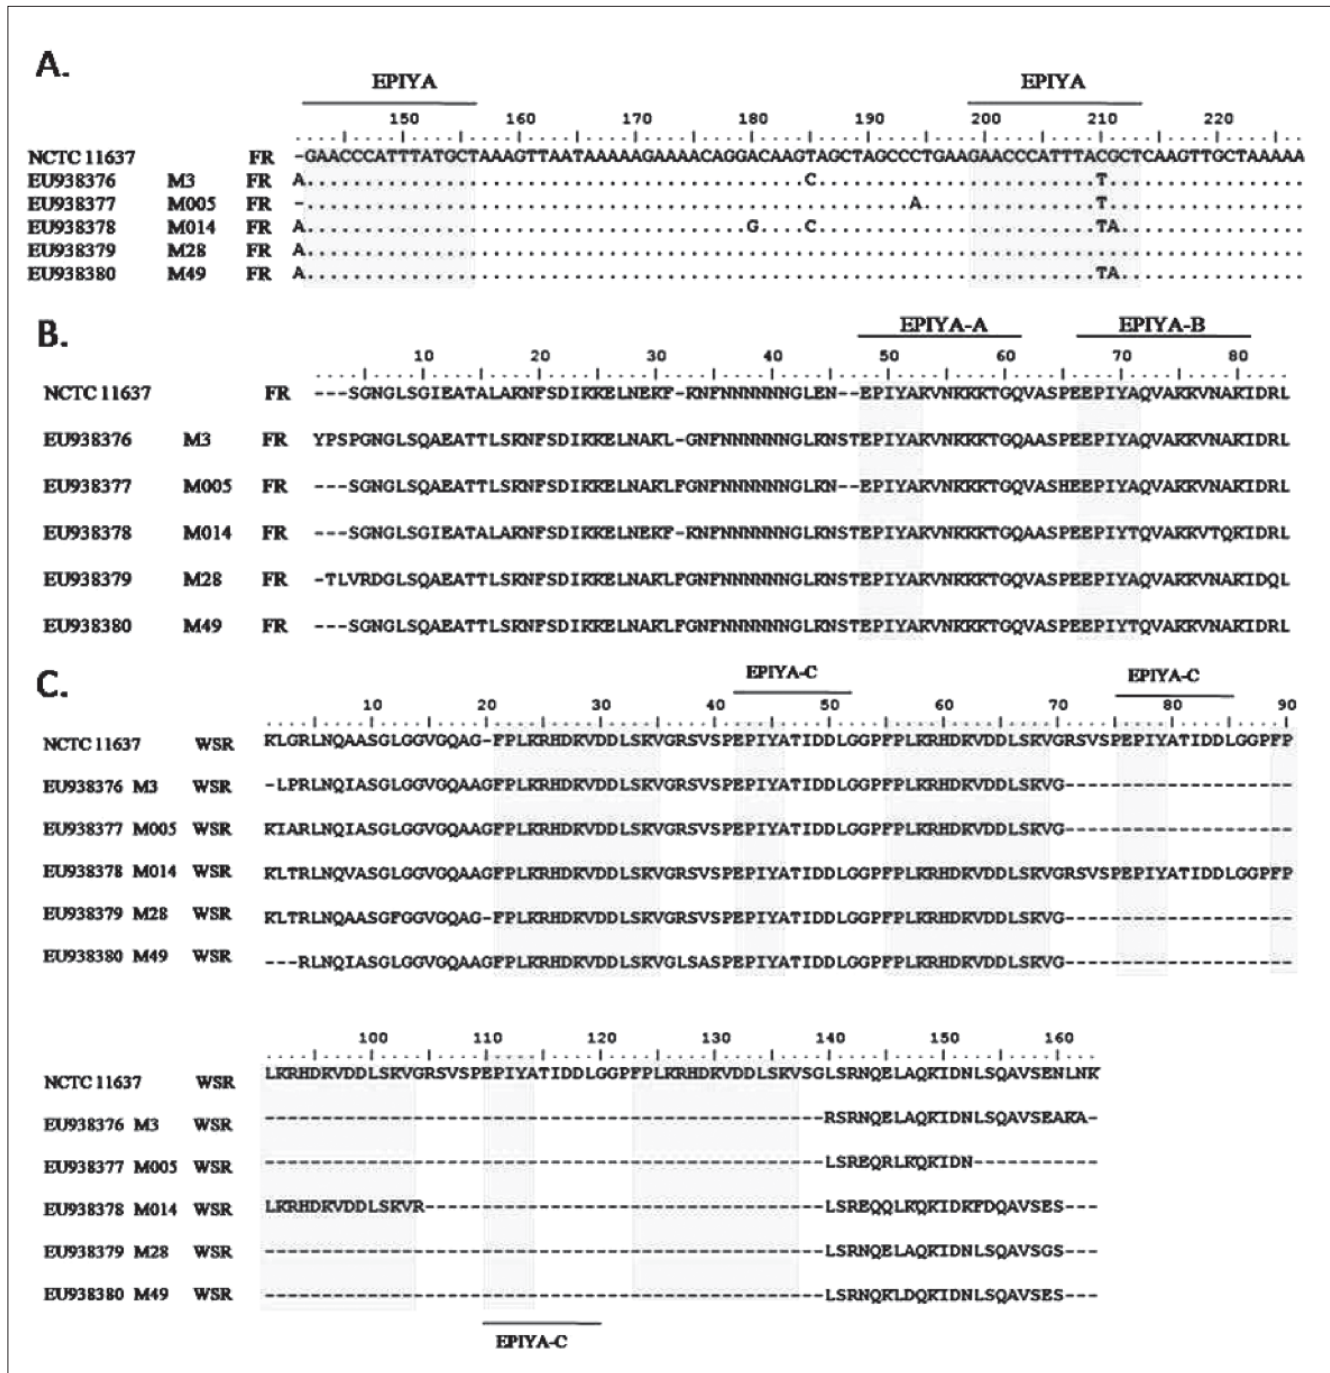 A.
EPIYA EPIYA
150 160 170 180 190 200 210 220
NCTC 11637 FR -GAACCCATTTATGCTAAAGTTAATAAAAAGAAAACAGGACAAGTAGCTAGCCCTGAAGAACCCATTTACGCTCAAGTTGCTAAAAA
EU938376 M3 FR A...........................................C........................T.................
EU938377 M005 FR -....................................................A...............T.................
EU938378 M014 FR A......................................G....C........................TA................
EU938379 M28 FR A......................................................................................
EU938380 M49 FR A....................................................................TA................
B.
EPIYA-A EPIYA-B
10 20 30 40 50 60 70 80
NCTC 11637 FR ---SGNGLSGIEATALAKNFSDIKKELNEKF-KNFNNNNNNGLEN--EPIYAKVNKKKTGQVASPEEPIYAQVAKKVNAKIDRL
EU938376 M3 FR YPSPGNGLSQAEATTLSKNFSDIKKELNAKL-GNFNNNNNNGLKNSTEPIYAKVNKKKTGQAASPEEPIYAQVAKKVNAKIDRL
EU938377 M005 FR ---SGNGLSQAEATTLSKNFSDIKKELNAKLFGNFNNNNNNGLKN--EPIYAKVNKKKTGQVASHEEPIYAQVAKKVNAKIDRL
EU938378 M014 FR ---SGNGLSGIEATALAKNFSDIKKELNEKF-KNFNNNNNNGLKNSTEPIYAKVNKKKTGQAASPEEPIYTQVAKKVTQKIDRL
EU938379 M28 FR -TLVRDGLSQAEATTLSKNFSDIKKELNAKLFGNFNNNNNNGLKNSTEPIYAKVNKKKTGQVASPEEPIYAQVAKKVNAKIDQL
EU938380 M49 FR ---SGNGLSQAEATTLSKNFSDIKKELNAKLFGNFNNNNNNGLKNSTEPIYAKVNKKKTGQVASPEEPIYTQVAKKVNAKIDRL
C.
EPIYA-C EPIYA-C
10 20 30 40 50 60 70 80 90
NCTC 11637 WSR KLGRLNQAASGLGGVGQAG-FPLKRHDKVDDLSKVGRSVSPEPIYATIDDLGGPFPLKRHDKVDDLSKVGRSVSPEPIYATIDDLGGPFP
EU938376 M3 WSR -LPRLNQIASGLGGVGQAAGFPLKRHDKVDDLSKVGRSVSPEPIYATIDDLGGPFPLKRHDKVDDLSKVG--------------------
EU938377 M005 WSR KIARLNQIASGLGGVGQAAGFPLKRHDKVDDLSKVGRSVSPEPIYATIDDLGGPFPLKRHDKVDDLSKVG--------------------
EU938378 M014 WSR KLTRLNQVASGLGGVGQAAGFPLKRHDKVDDLSKVGRSVSPEPIYATIDDLGGPFPLKRHDKVDDLSKVGRSVSPEPIYATIDDLGGPFP
EU938379 M28 WSR KLTRLNQAASGFGGVGQAG-FPLKRHDKVDDLSKVGRSVSPEPIYATIDDLGGPFPLKRHDKVDDLSKVG--------------------
EU938380 M49 WSR ---RLNQIASGLGGVGQAAGFPLKRHDKVDDLSKVGLSASPEPIYATIDDLGGPFPLKRHDKVDDLSKVG--------------------
100 110 120 130 140 150 160
NCTC 11637 WSR LKRHDKVDDLSKVGRSVSPEPIYATIDDLGGPFPLKRHDKVDDLSKVSGLSRNQELAQKIDNLSQAVSENLNK
EU938376 M3 WSR -------------------------------------------------RSRNQELAQKIDNLSQAVSEAKA-
EU938377 M005 WSR -------------------------------------------------LSREQRLKQKIDN-----------
EU938378 M014 WSR LKRHDKVDDLSKVR-----------------------------------LSREQQLKQKIDKFDQAVSES---
EU938379 M28 WSR -------------------------------------------------LSRNQELAQKIDNLSQAVSGS---
EU938380 M49 WSR -------------------------------------------------LSRNQKLDQKIDNLSQAVSES---
EPIYA-C